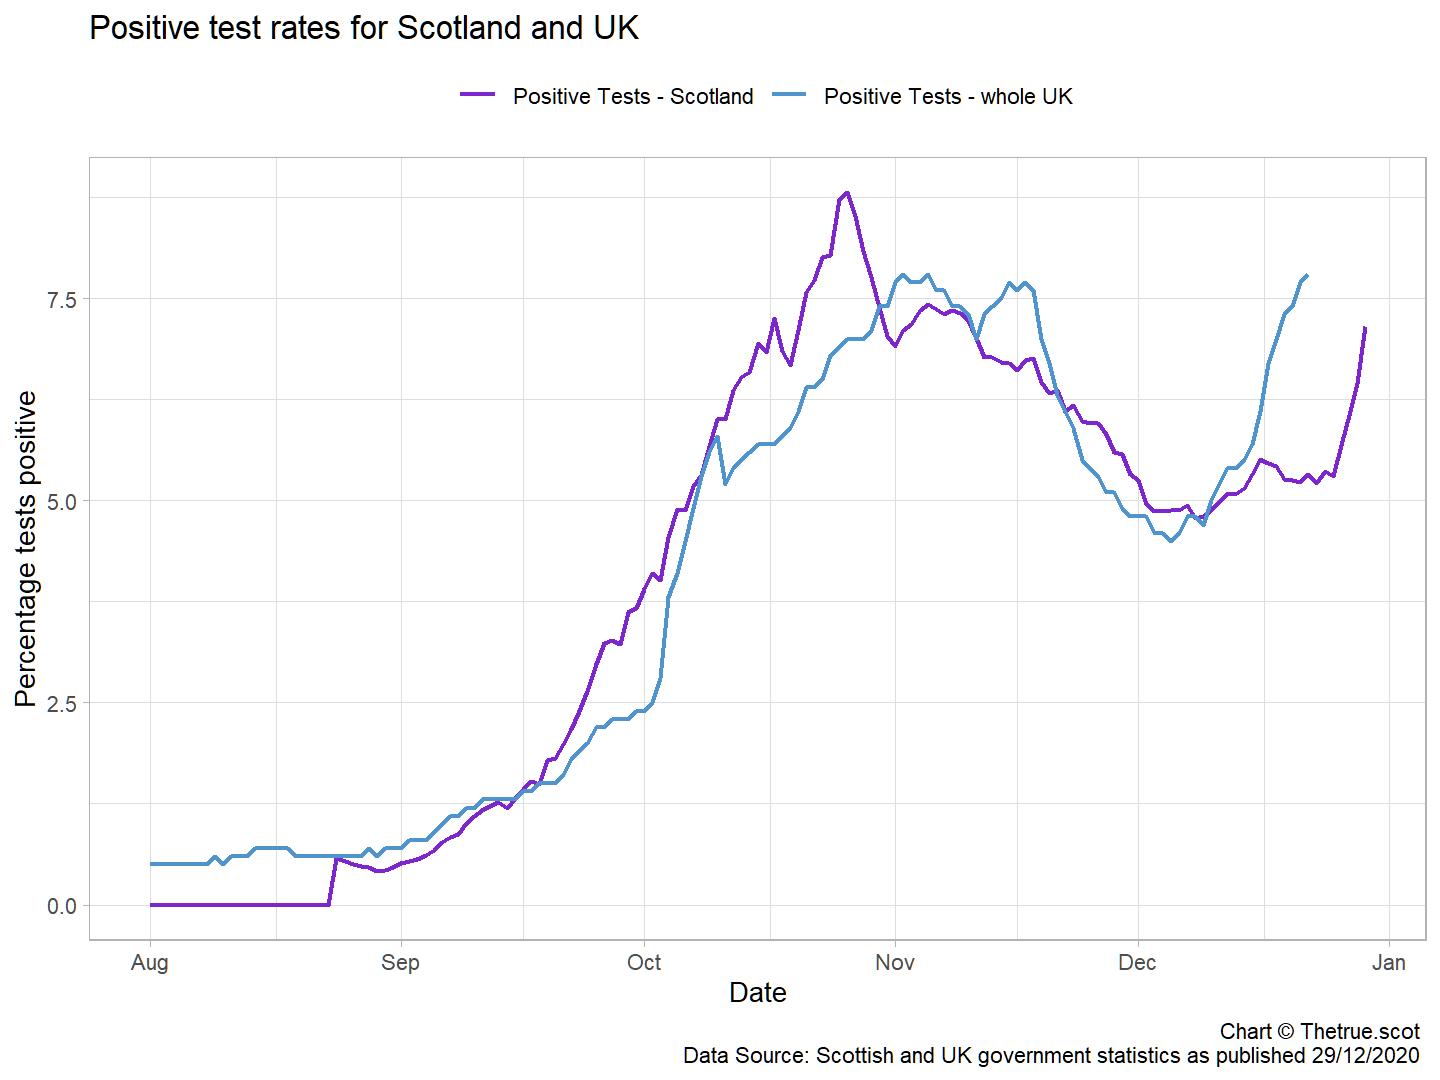 Positive test rates for Scotland and UK
Positive Tests - Scotland Positive Tests - whole UK
Percentage tests positive
7.5
5.0
2.5
0.0
Aug Sep Oct Nov Dec Jan
Date
Chart © Thetrue.scot
Data Source: Scottish and UK government statistics as published 29/12/2020